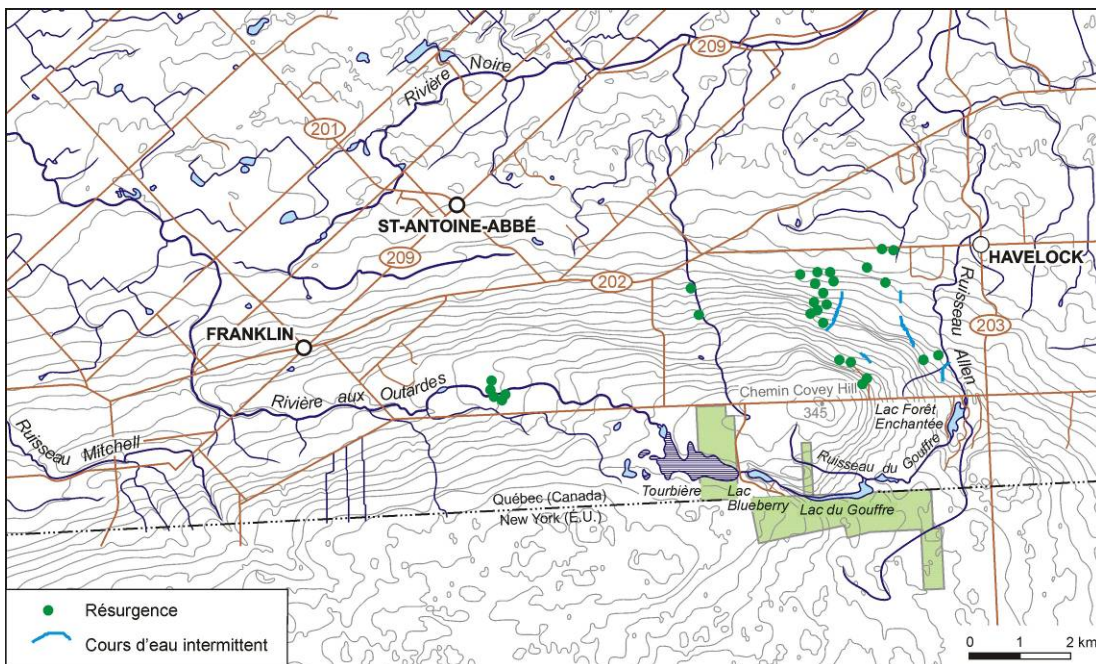 209
Rivière Noire
201
ST-ANTOINE-ABBÉ
HAVELOCK
209
202
Ruisseau Allen
203
FRANKLIN
Rivière aux Outardes
Chemin Covey Hill
345
Lac Forêt
Enchantée
Ruisseau Mitchell
Ruisseau du Gouffre
Tourbière
Lac
Blueberry
Lac du Gouffre
Québec (Canada)
New York (E.U.)
Résurgence
Cours d'eau intermittent
0 1 2 km